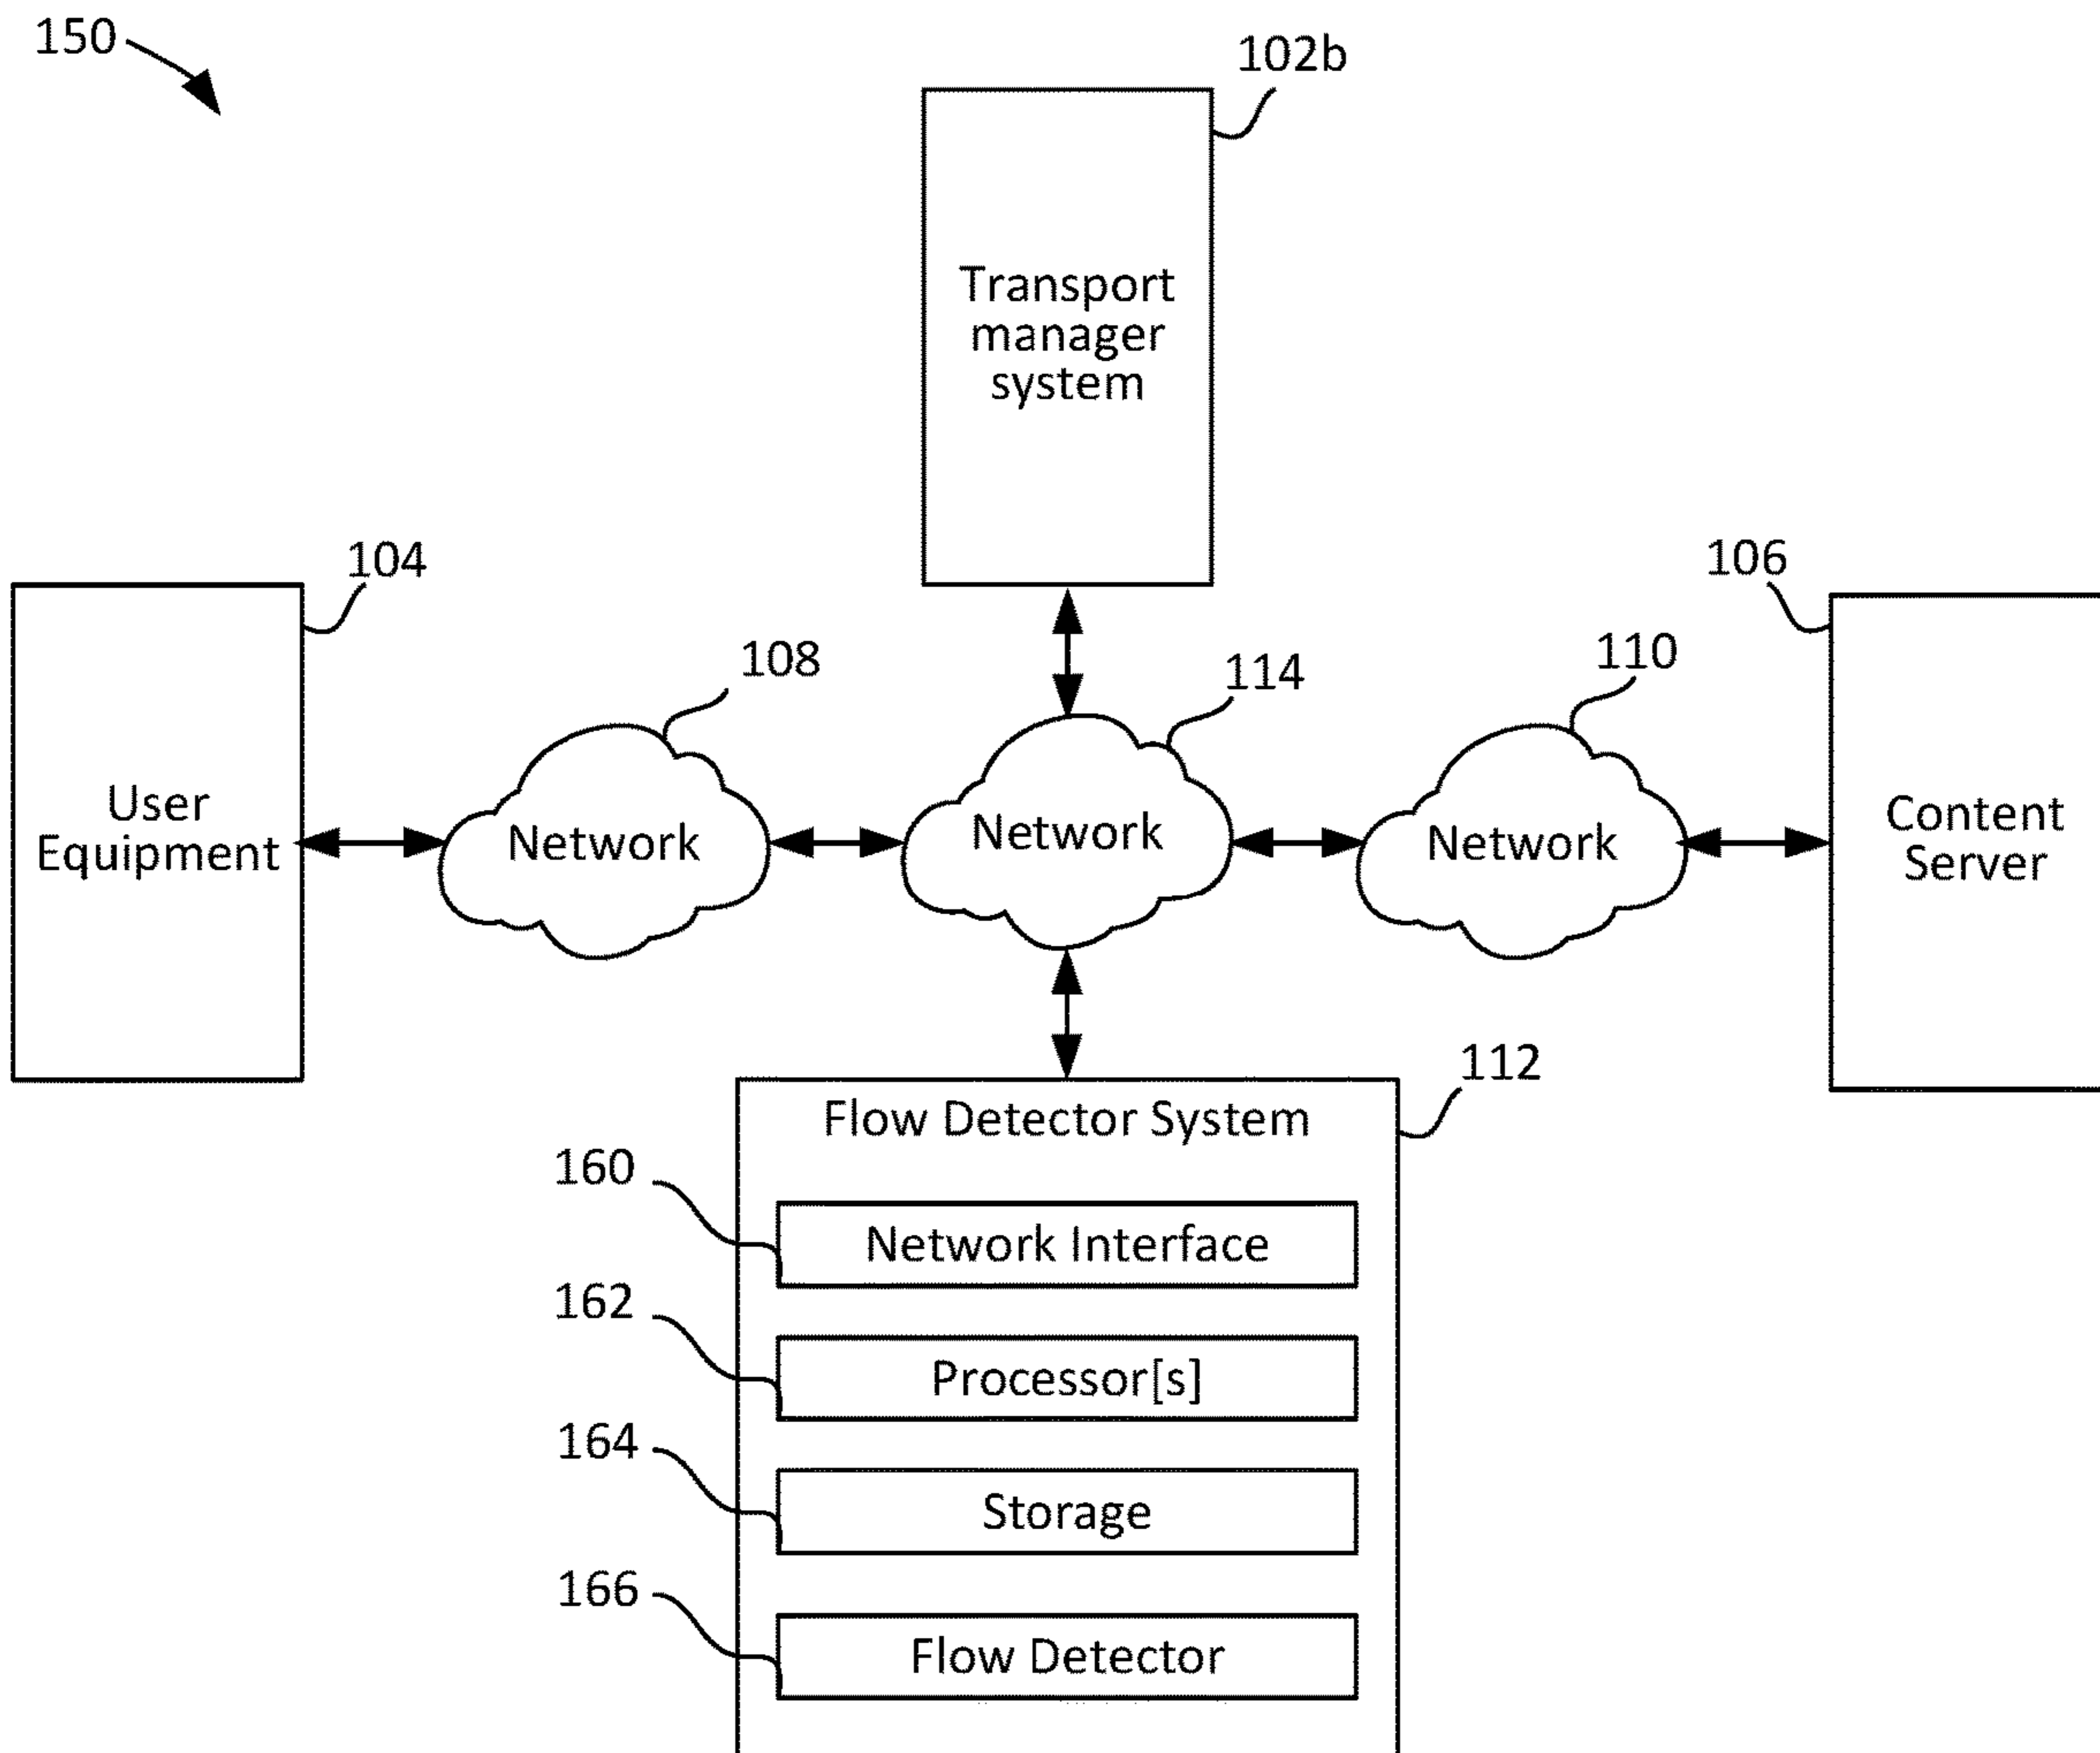 150
102b
Transport
manager
system
104
106
108
114
110
User
Equipment
Network
Network
Network
Content
Server
112
Flow Detector System
160
Network Interface
162
Processor[s]
164
Storage
166
Flow Detector